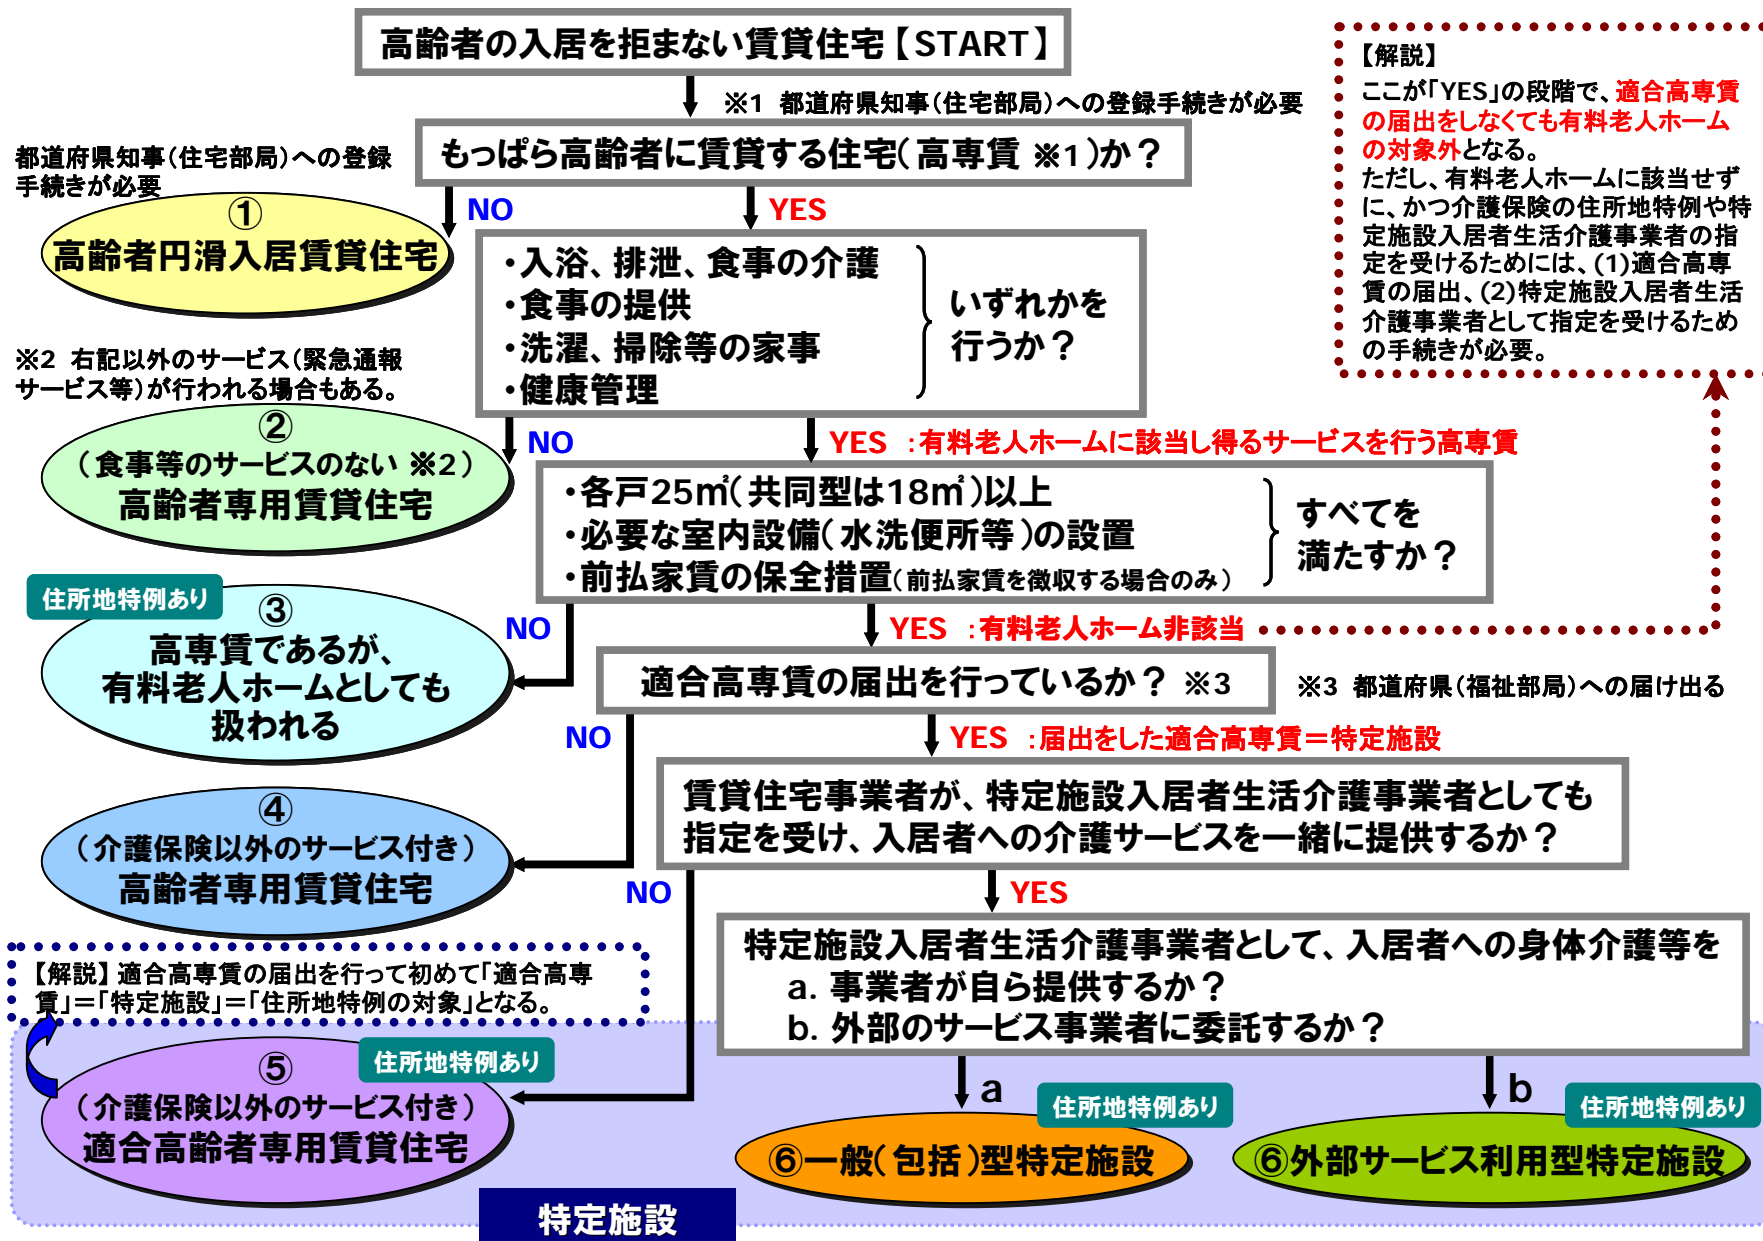 高齢者の入居を拒まない賃貸住宅【START】
※1 都道府県知事(住宅部局)への登録手続きが必要
もっぱら高齢者に賃貸する住宅(高専賃 ※1)か？
NO
YES
都道府県知事(住宅部局)への登録
手続きが必要
①
高齢者円滑入居賃貸住宅
・入浴、排泄、食事の介護
・食事の提供
・洗濯、掃除等の家事
・健康管理
いずれかを
行うか？
NO
YES :有料老人ホームに該当し得るサービスを行う高専賃
※2 右記以外のサービス(緊急通報
サービス等)が行われる場合もある。
②
(食事等のサービスのない ※2)
高齢者専用賃貸住宅
・各戸25㎡(共同型は18㎡)以上
・必要な室内設備(水洗便所等)の設置
・前払家賃の保全措置(前払家賃を徴収する場合のみ)
すべてを
満たすか？
NO
YES :有料老人ホーム非該当
【解説】
ここが「YES」の段階で、適合高専賃
の届出をしなくても有料老人ホーム
の対象外となる。
ただし、有料老人ホームに該当せず
に、かつ介護保険の住所地特例や特
定施設入居者生活介護事業者の指
定を受けるためには、(1)適合高専
賃の届出、(2)特定施設入居者生活
介護事業者として指定を受けるため
の手続きが必要。
住所地特例あり
③
高専賃であるが、
有料老人ホームとしても
扱われる
適合高専賃の届出を行っているか？ ※3
※3 都道府県(福祉部局)への届け出る
NO
YES :届出をした適合高専賃＝特定施設
④
(介護保険以外のサービス付き)
高齢者専用賃貸住宅
賃貸住宅事業者が、特定施設入居者生活介護事業者としても
指定を受け、入居者への介護サービスを一緒に提供するか？
NO
YES
【解説】適合高専賃の届出を行って初めて「適合高専
賃」＝「特定施設」＝「住所地特例の対象」となる。
住所地特例あり
⑤
(介護保険以外のサービス付き)
適合高齢者専用賃貸住宅
特定施設入居者生活介護事業者として、入居者への身体介護等を
a. 事業者が自ら提供するか？
b. 外部のサービス事業者に委託するか？
a
住所地特例あり
⑥一般(包括)型特定施設
b
住所地特例あり
⑥外部サービス利用型特定施設
特定施設